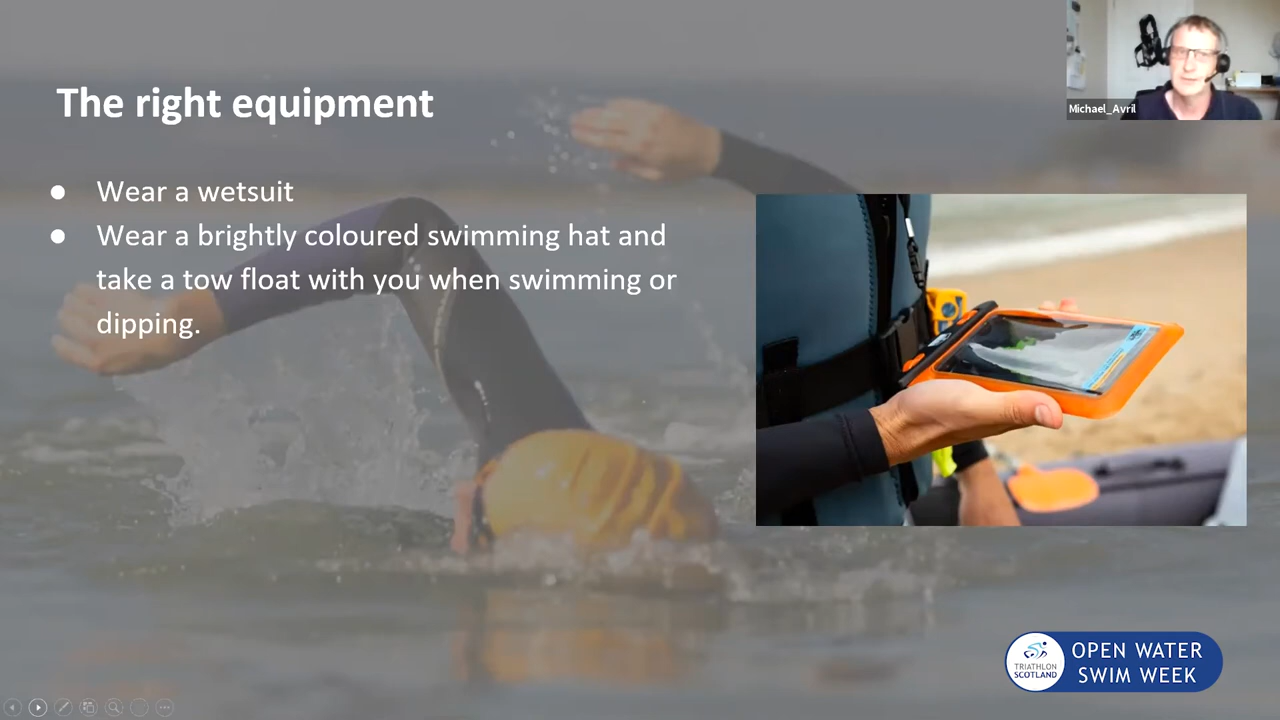 The right equipment
● Wear a wetsuit
● Wear a brightly coloured swimming hat and
take a tow float with you when swimming or
dipping.
Michael_Avril
TRIATHLON
SCOTLAND
OPEN WATER
SWIM WEEK